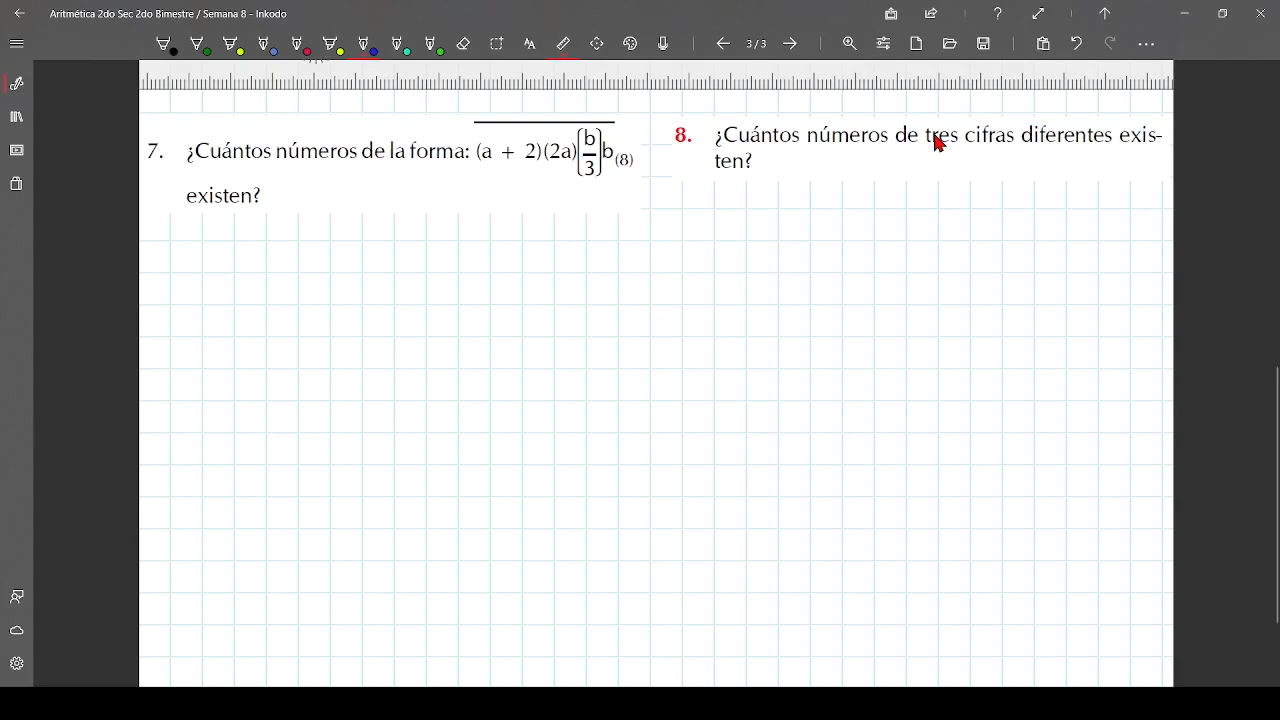 Aritmética 2do Sec 2do Bimestre / Semana 8 - Inkodo
3/3
7. ¿Cuántos números de la forma: (a + 2)(2a)(b/3)b(8)
existen?
8. ¿Cuántos números de tres cifras diferentes exis-
ten?